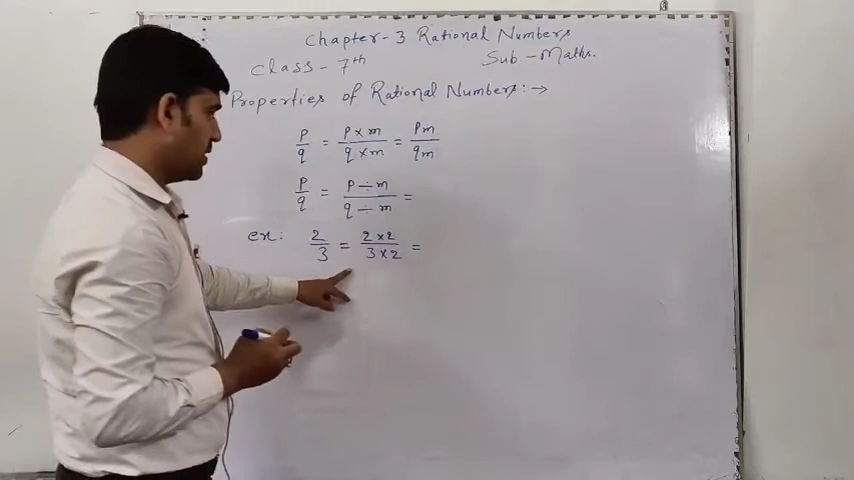 Chapter-3 Rational Numbers
Class-7th Sub.-Maths.
Properties of Rational Numbers:→
p/q = p×m/q×m = pm/qm
p/q = p÷m/q÷m =
ex: 2/3 = 2×2/3×2 =